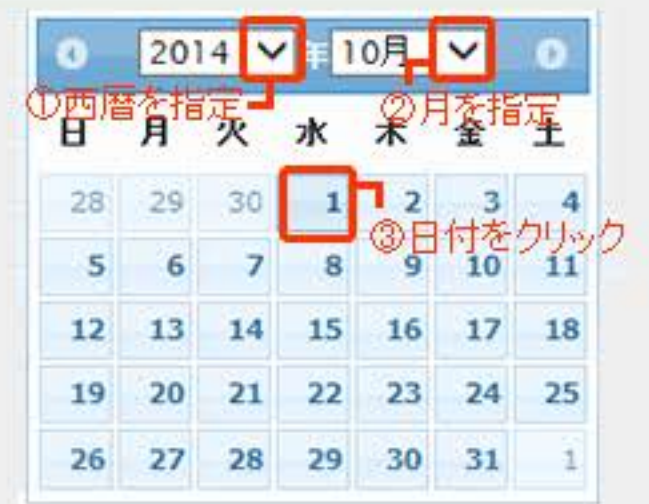 2014 年 10月
①西暦を指定 ②月を指定
日 月 火 水 木 金 土
28 29 30 1 2 3 4
③日付をクリック
5 6 7 8 9 10 11
12 13 14 15 16 17 18
19 20 21 22 23 24 25
26 27 28 29 30 31 1